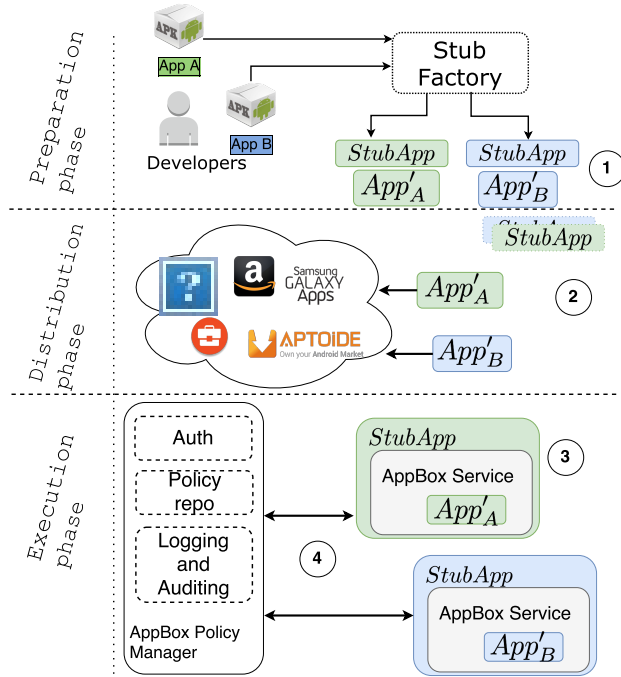 Preparation
phase
APK
App A
APK
App B
Developers
Stub
Factory
StubApp
App′A
StubApp
App′B
1
Distribution
phase
?
a
Samsung
GALAXY
Apps
APTOIDE
Own your Android Market
StubApp
StubApp
App′A
App′B
2
Execution
phase
Auth
Policy
repo
Logging
and
Auditing
AppBox Policy
Manager
StubApp
AppBox Service
App′A
3
4
StubApp
AppBox Service
App′B